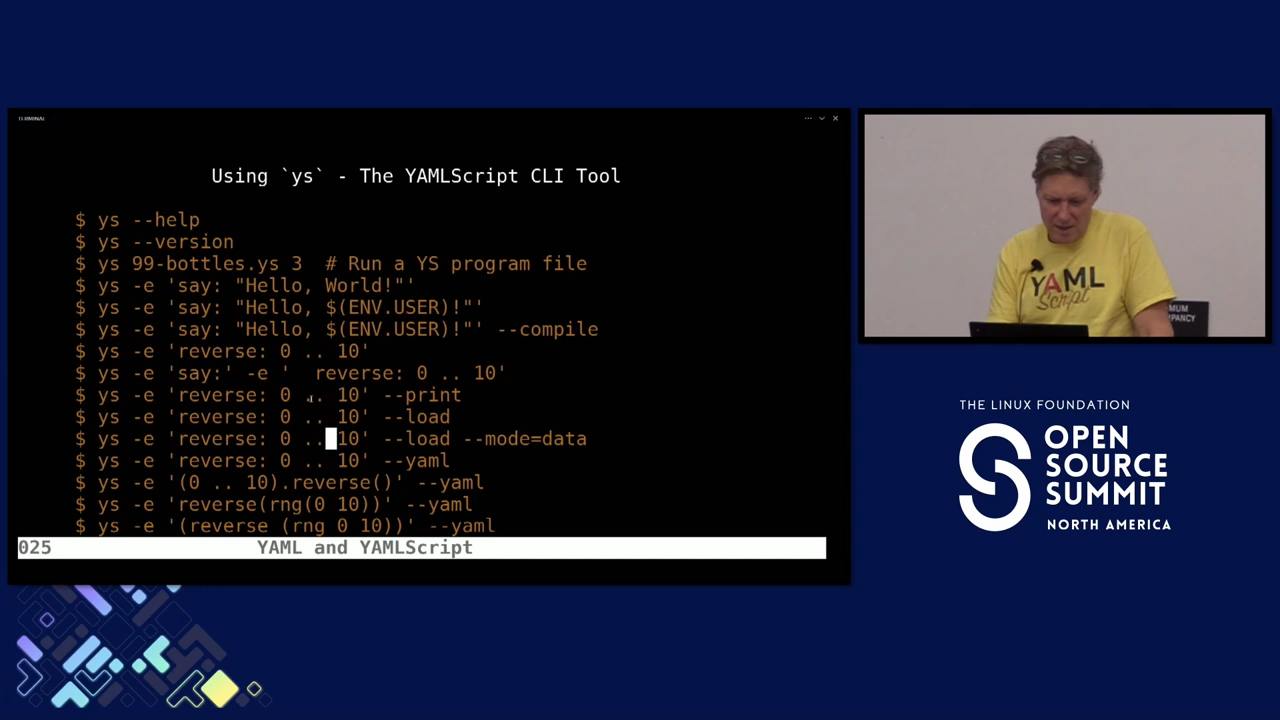 TERMINAL
Using `ys` - The YAMLScript CLI Tool
$ ys --help
$ ys --version
$ ys 99-bottles.ys 3  # Run a YS program file
$ ys -e 'say: "Hello, World!"'
$ ys -e 'say: "Hello, $(ENV.USER)!"'
$ ys -e 'say: "Hello, $(ENV.USER)!"' --compile
$ ys -e 'reverse: 0 .. 10'
$ ys -e 'say:' -e '  reverse: 0 .. 10'
$ ys -e 'reverse: 0 .. 10' --print
$ ys -e 'reverse: 0 .. 10' --load
$ ys -e 'reverse: 0 .. 10' --load --mode=data
$ ys -e 'reverse: 0 .. 10' --yaml
$ ys -e '(0 .. 10).reverse()' --yaml
$ ys -e 'reverse(rng(0 10))' --yaml
$ ys -e '(reverse (rng 0 10))' --yaml
025 YAML and YAMLScript
YAML
Script
MUM
PANCY
THE LINUX FOUNDATION
OPEN
SOURCE
SUMMIT
NORTH AMERICA